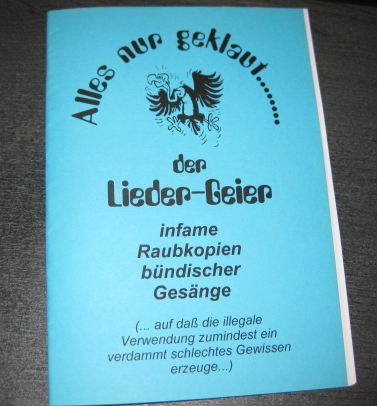 Alles nur geklaut........
der
Lieder-Geier
infame
Raubkopien
bündischer
Gesänge
(... auf daß die illegale
Verwendung zumindest ein
verdammt schlechtes Gewissen
erzeuge...)